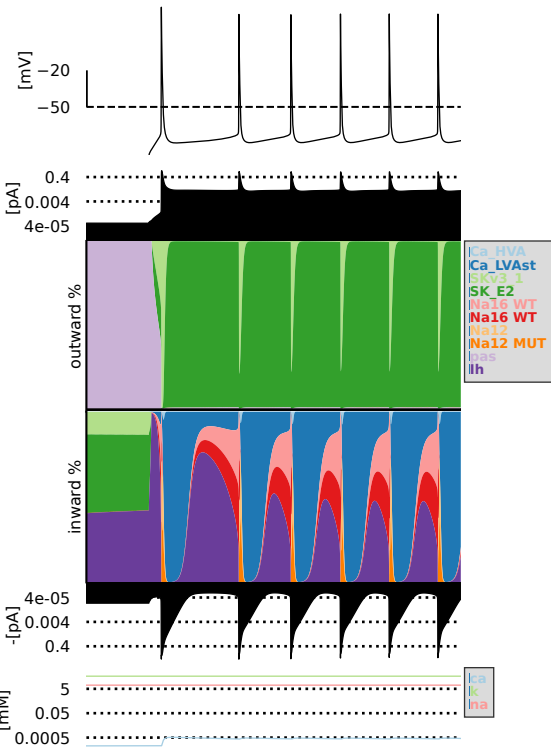 [mV]
−20
−50
[pA]
0.4
0.004
4e-05
outward %
Ca_HVA
Ca_LVAst
SKv3_1
SK_E2
Na16 WT
Na16 WT
Na12
Na12 MUT
pas
Ih
inward %
-[pA]
4e-05
0.004
0.4
[mM]
5
0.05
0.0005
ca
k
na